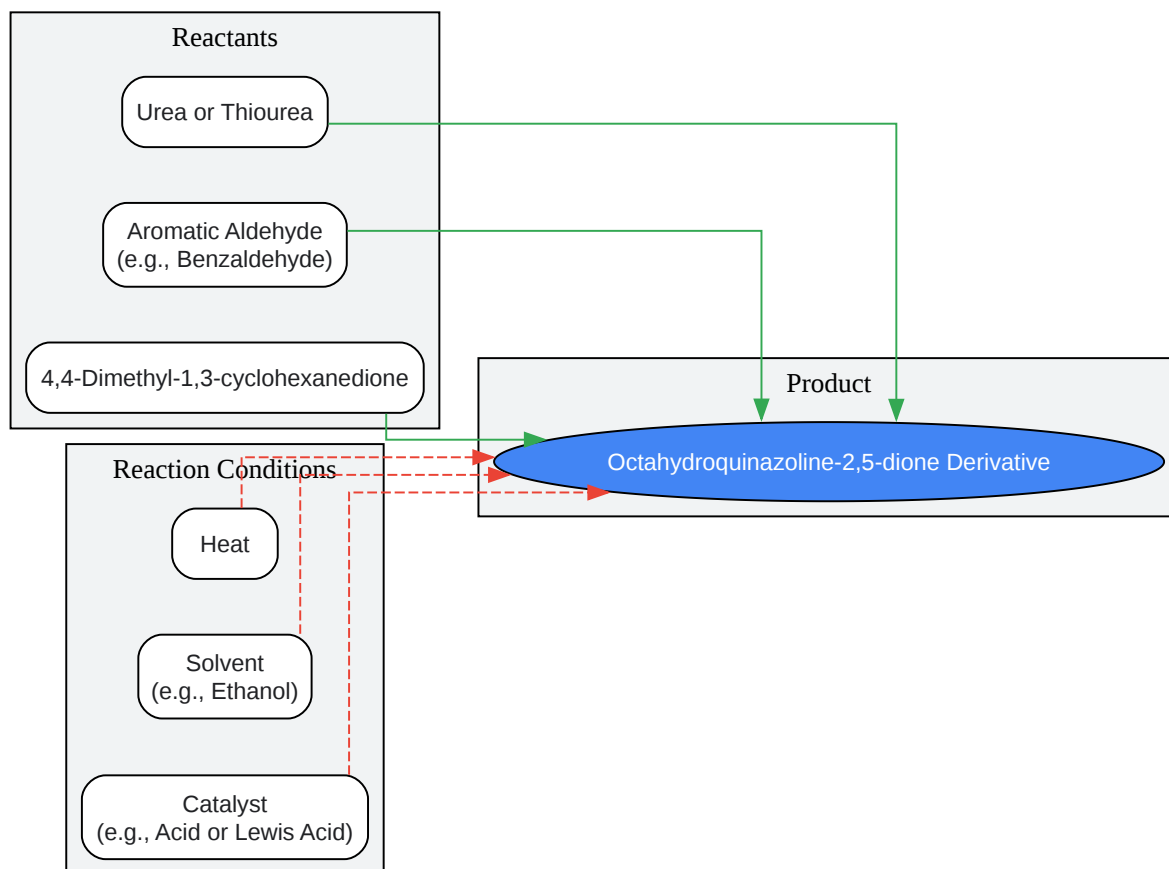 Reactants
Urea or Thiourea
Aromatic Aldehyde
(e.g., Benzaldehyde)
4,4-Dimethyl-1,3-cyclohexanedione
Product
Octahydroquinazoline-2,5-dione Derivative
Reaction Conditions
Heat
Solvent
(e.g., Ethanol)
Catalyst
(e.g., Acid or Lewis Acid)